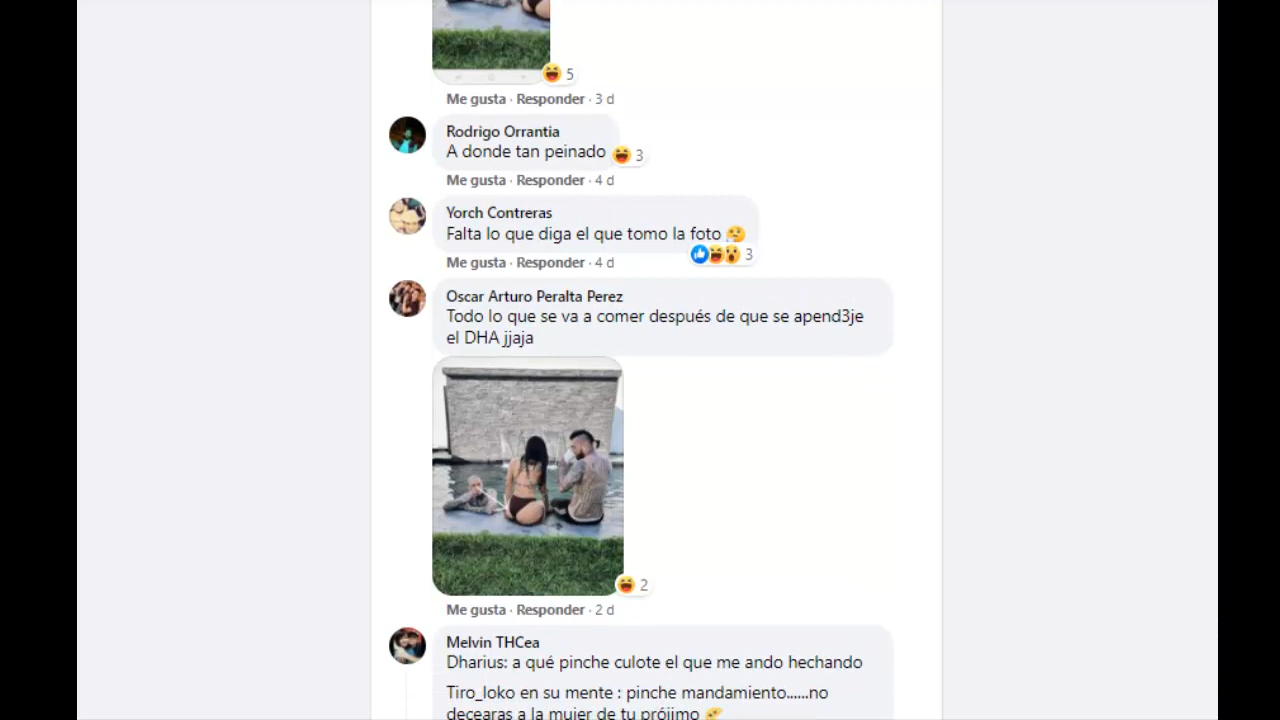 5
Me gusta · Responder · 3 d
Rodrigo Orrantia
A donde tan peinado
3
Me gusta · Responder · 4 d
Yorch Contreras
Falta lo que diga el que tomo la foto
3
Me gusta · Responder · 4 d
Oscar Arturo Peralta Perez
Todo lo que se va a comer después de que se apend3je
el DHA jjaja
2
Me gusta · Responder · 2 d
Melvin THCea
Dharius: a qué pinche culote el que me ando hechando
Tiro_loko en su mente : pinche mandamiento......no
decearas a la mujer de tu prójimo